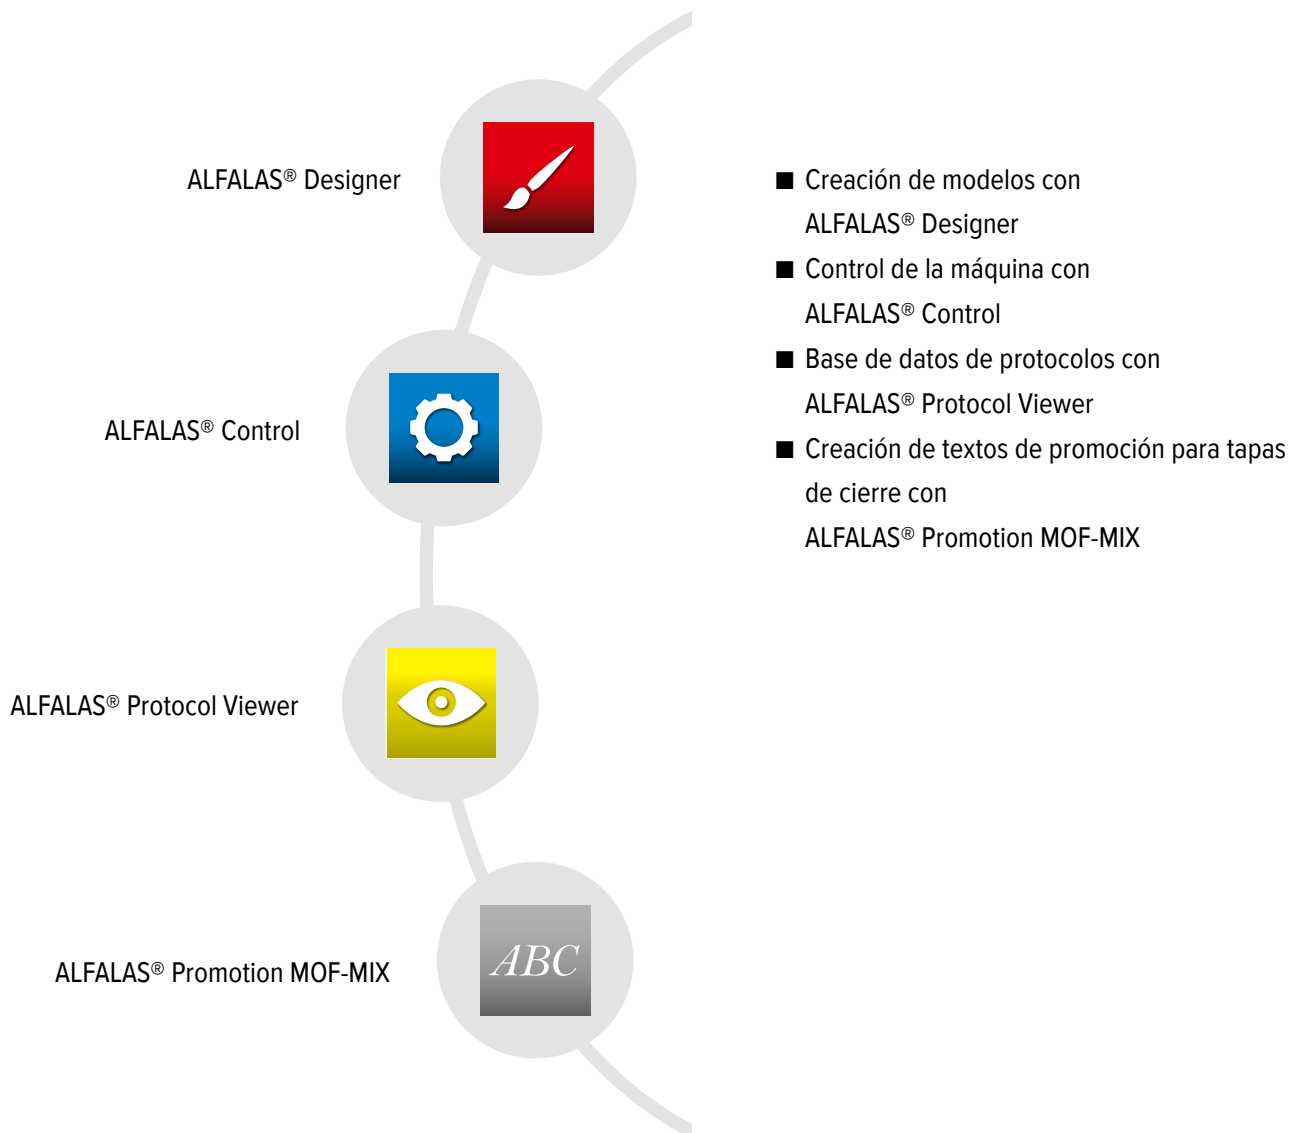 ALFALAS® Designer
ALFALAS® Control
ALFALAS® Protocol Viewer
ABC
ALFALAS® Promotion MOF-MIX
■ Creación de modelos con
ALFALAS® Designer
■ Control de la máquina con
ALFALAS® Control
■ Base de datos de protocolos con
ALFALAS® Protocol Viewer
■ Creación de textos de promoción para tapas
de cierre con
ALFALAS® Promotion MOF-MIX